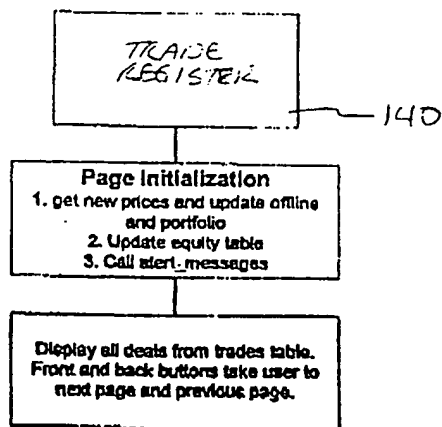 TRADE
REGISTER
140
Page Initialization
1. get new prices and update offline
and portfolio
2. Update equity table
3. Call alert_messages
Display all deals from trades table.
Front and back buttons take user to
next page and previous page.